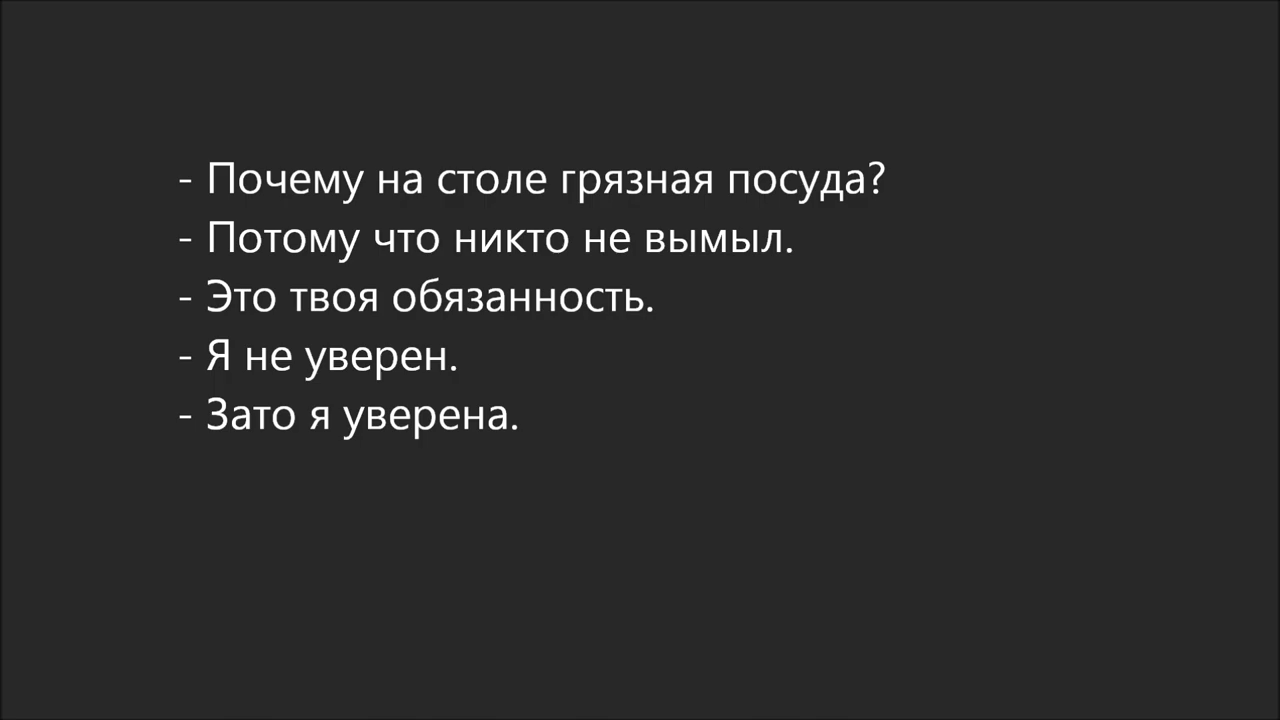 - Почему на столе грязная посуда?
- Потому что никто не вымыл.
- Это твоя обязанность.
- Я не уверен.
- Зато я уверена.